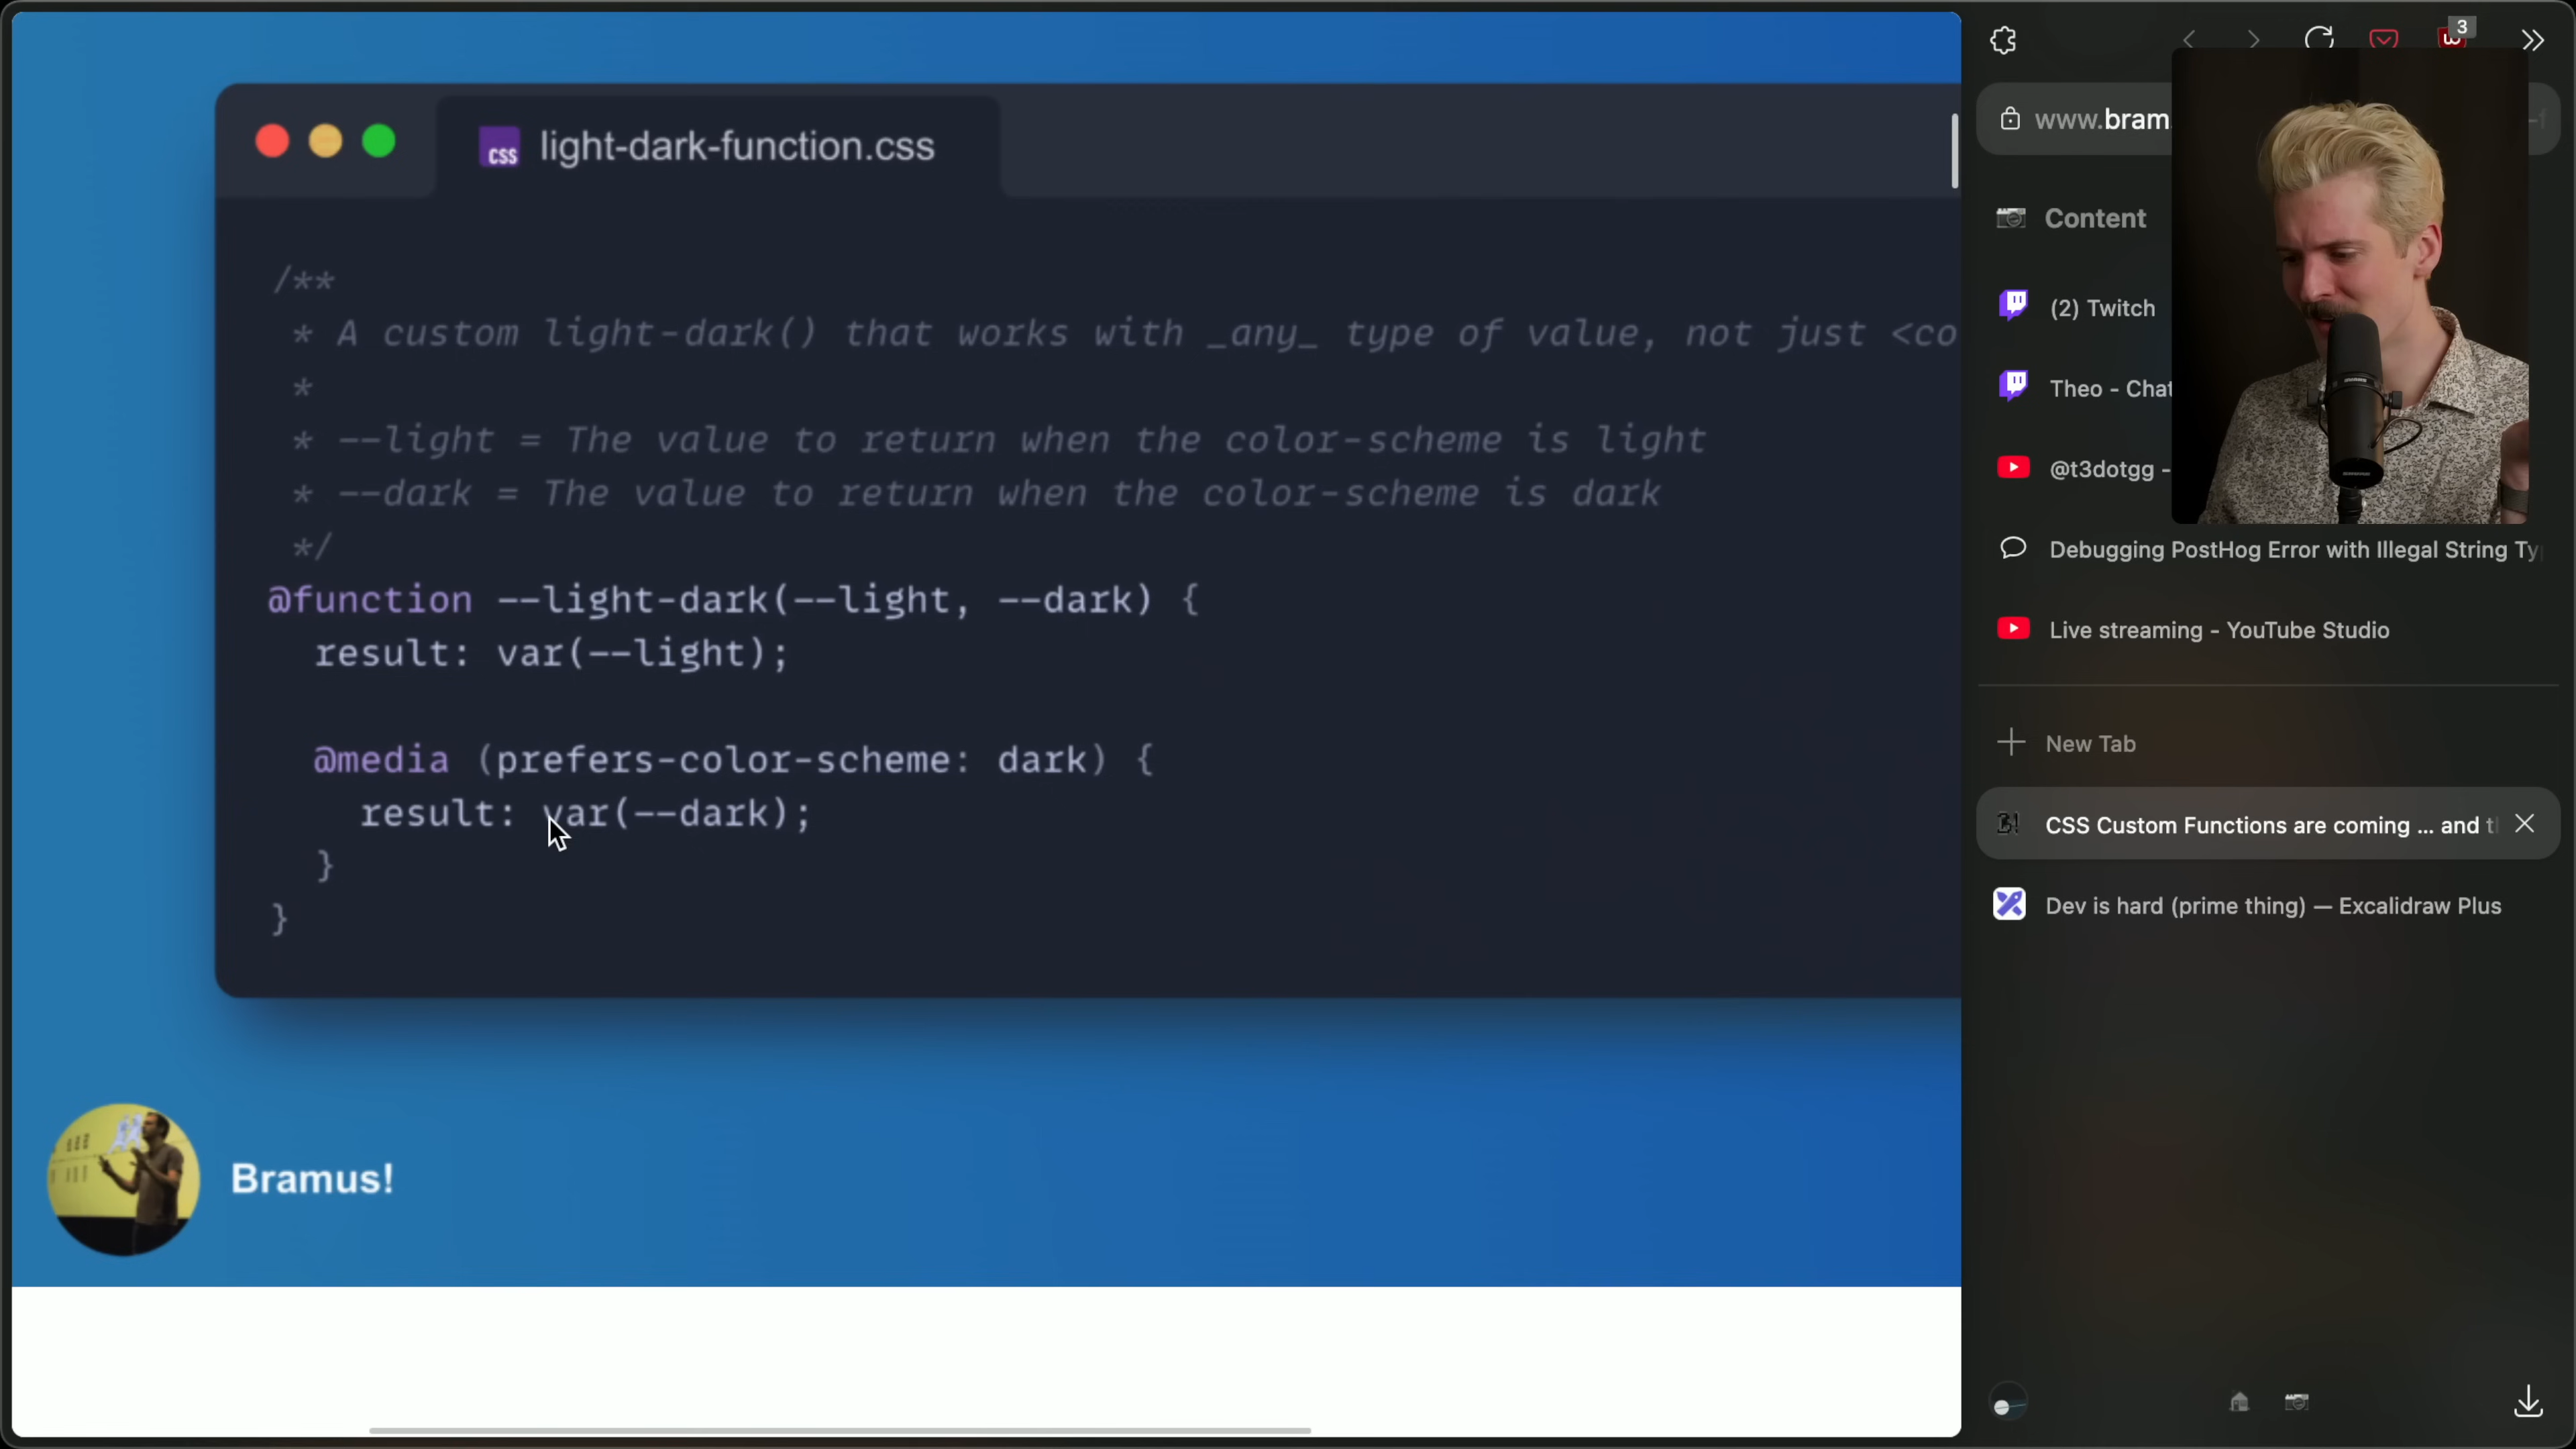 light-dark-function.css
CSS
/**
* A custom light-dark() that works with _any_ type of value, not just <co
*
* --light = The value to return when the color-scheme is light
* --dark = The value to return when the color-scheme is dark
*/
@function --light-dark(--light, --dark) {
result: var(--light);
@media (prefers-color-scheme: dark) {
result: var(--dark);
}
}
Bramus!
3
www.bram
Content
(2) Twitch
Theo - Chat
@t3dotgg -
Debugging PostHog Error with Illegal String Ty
Live streaming - YouTube Studio
New Tab
CSS Custom Functions are coming ... and t
Dev is hard (prime thing) — Excalidraw Plus